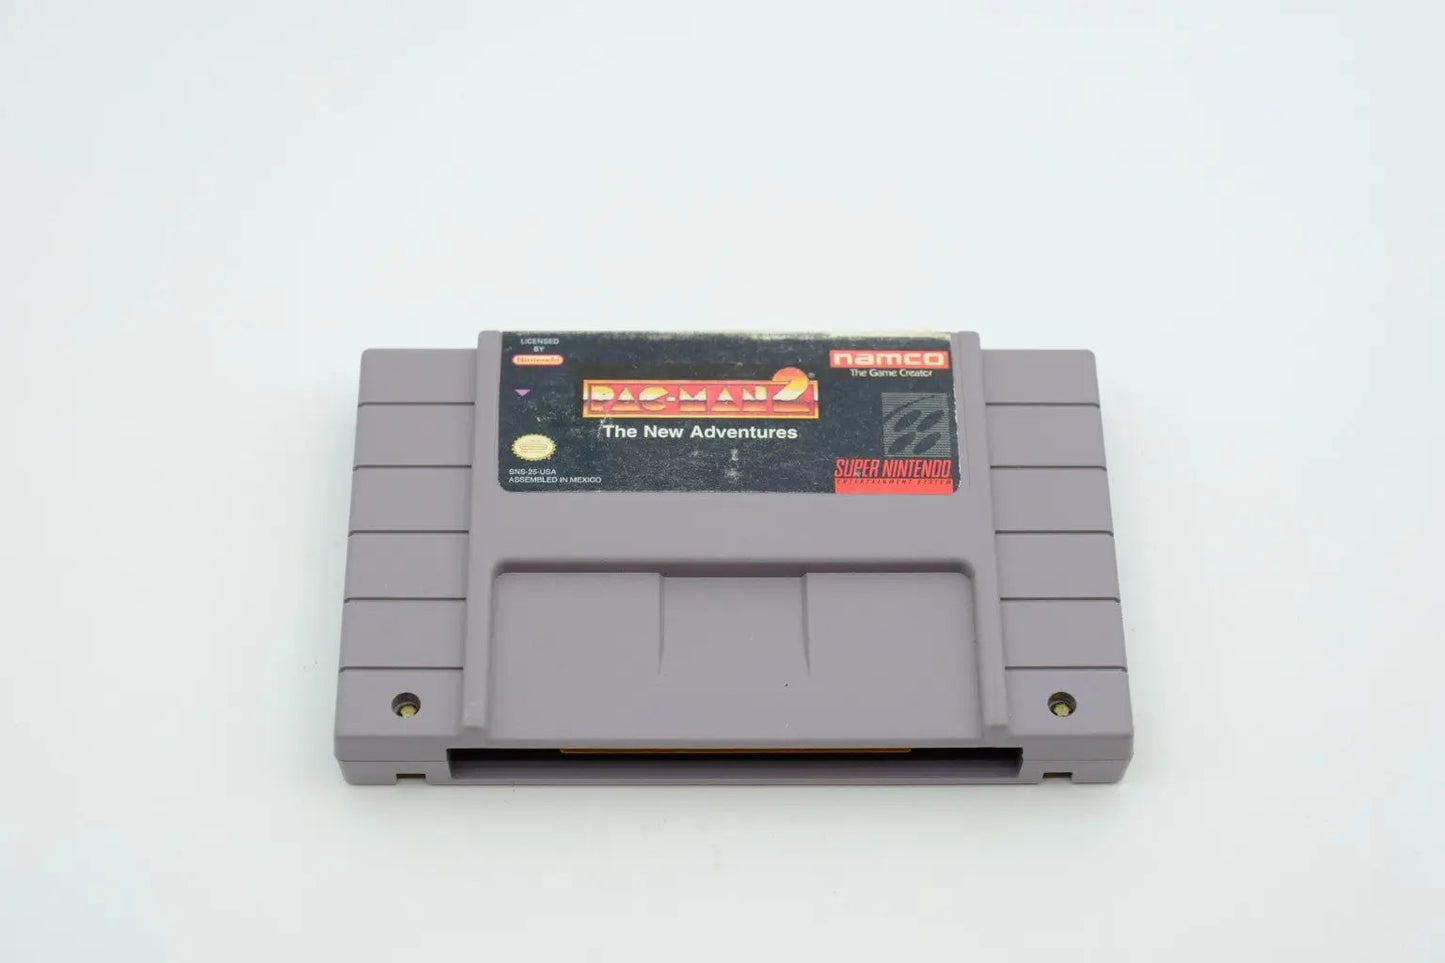 LICENSED
BY
Nintendo
namco
The Game Creator
PAC-MAN 2
The New Adventures
SNS-25-USA
ASSEMBLED IN MEXICO
SUPER NINTENDO
ENTERTAINMENT SYSTEM